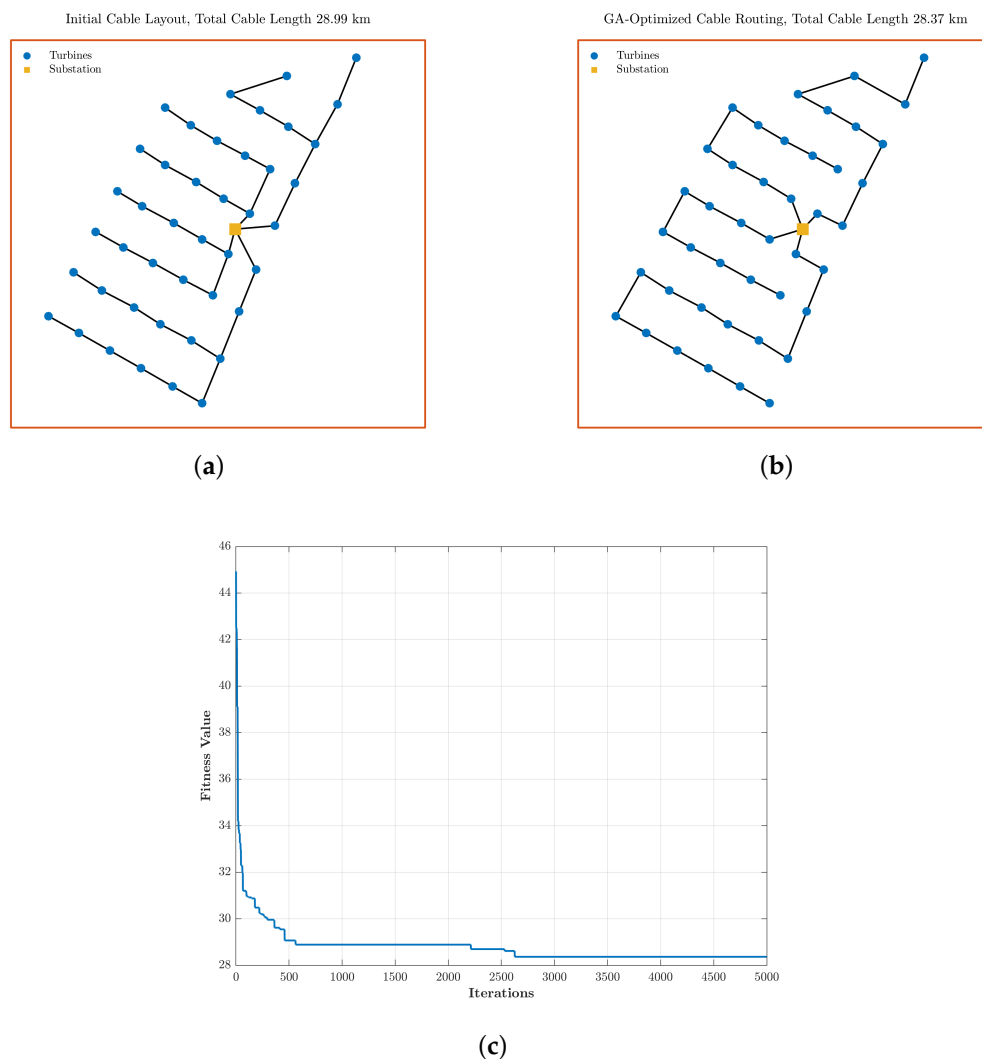 Initial Cable Layout, Total Cable Length 28.99 km
Turbines
Substation
(a)
GA-Optimized Cable Routing, Total Cable Length 28.37 km
Turbines
Substation
(b)
Fitness Value
46
44
42
40
38
36
34
32
30
28
0 500 1000 1500 2000 2500 3000 3500 4000 4500 5000
Iterations
(c)